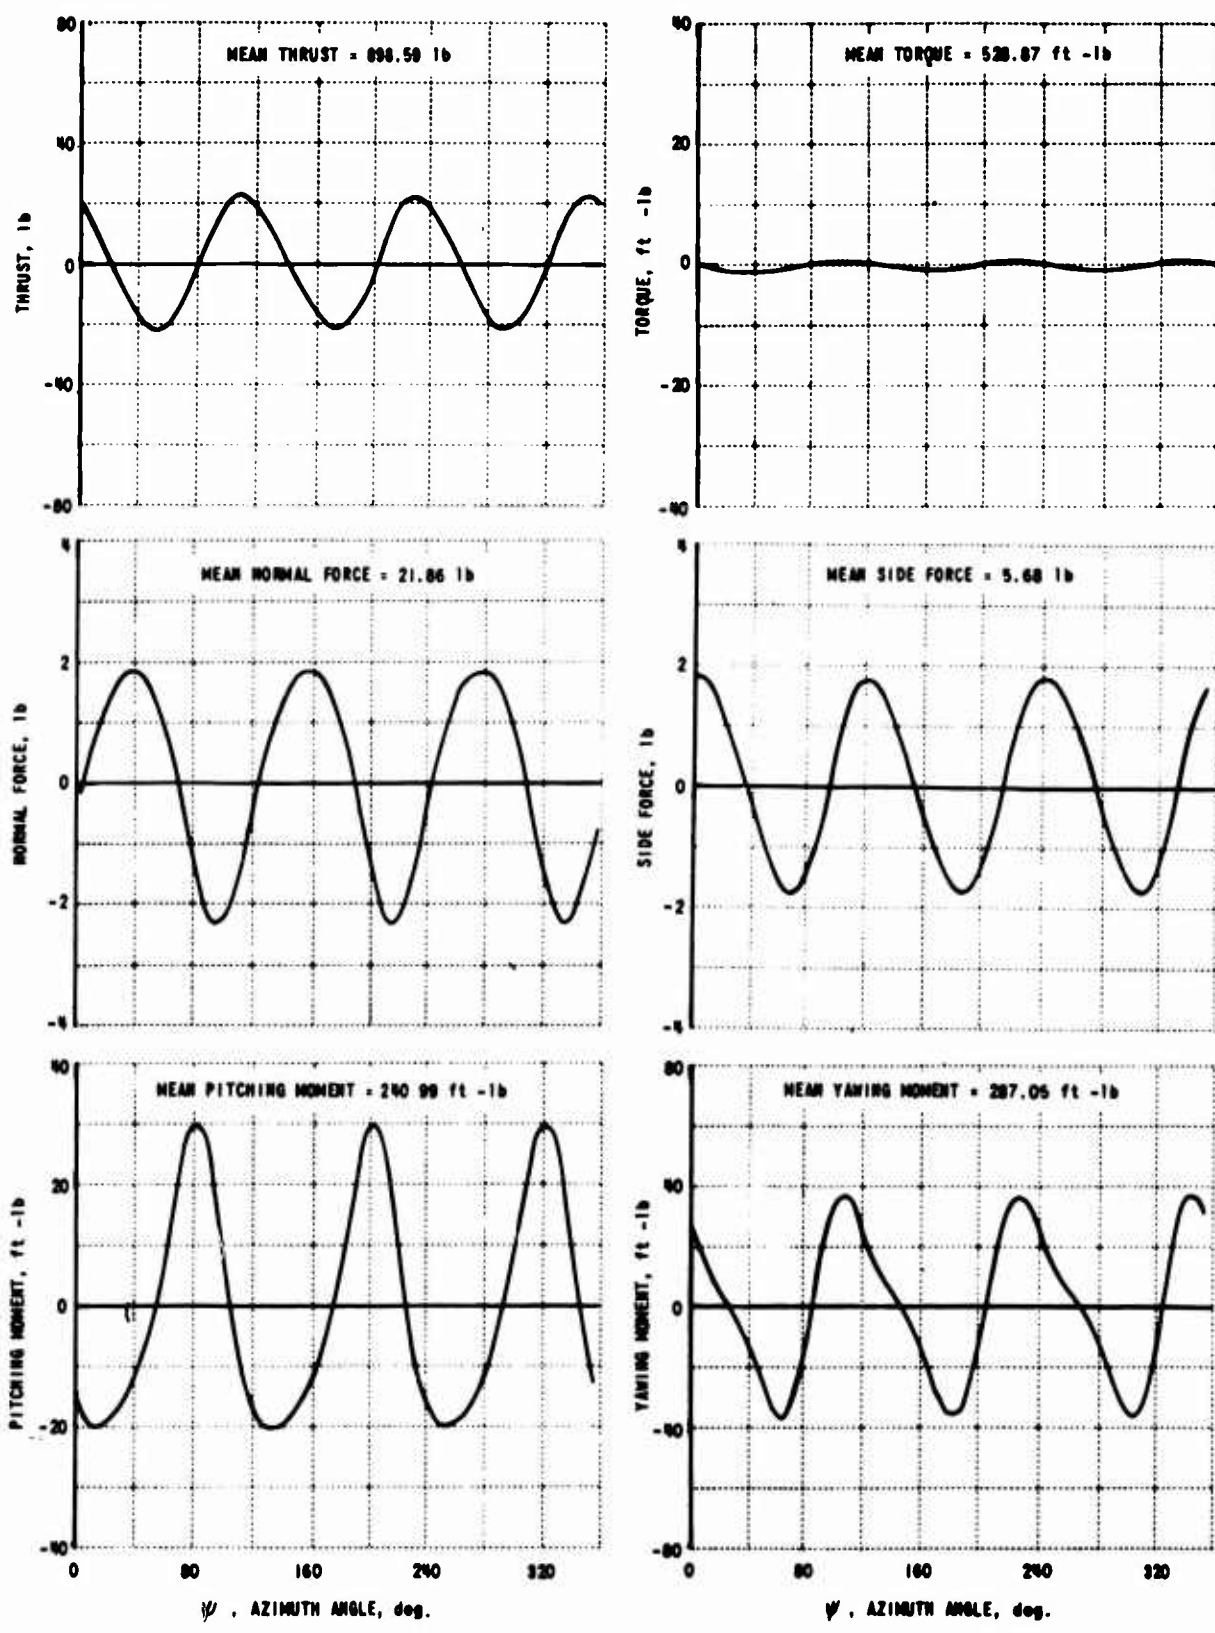 MEAN THRUST = 898.59 lb
80
40
0
-40
-80
THRUST, lb
MEAN TORQUE = 528.87 ft -lb
40
20
0
-20
-40
TORQUE, ft -lb
MEAN NORMAL FORCE = 21.86 lb
4
2
0
-2
-4
NORMAL FORCE, lb
MEAN SIDE FORCE = 5.68 lb
4
2
0
-2
-4
SIDE FORCE, lb
MEAN PITCHING MOMENT = 240 99 ft -lb
40
20
0
-20
-40
PITCHING MOMENT, ft -lb
0 80 160 240 320
ψ , AZIMUTH ANGLE, deg.
MEAN YAWING MOMENT = 287.05 ft -lb
80
40
0
-40
-80
YAWING MOMENT, ft -lb
0 80 160 240 320
ψ , AZIMUTH ANGLE, deg.